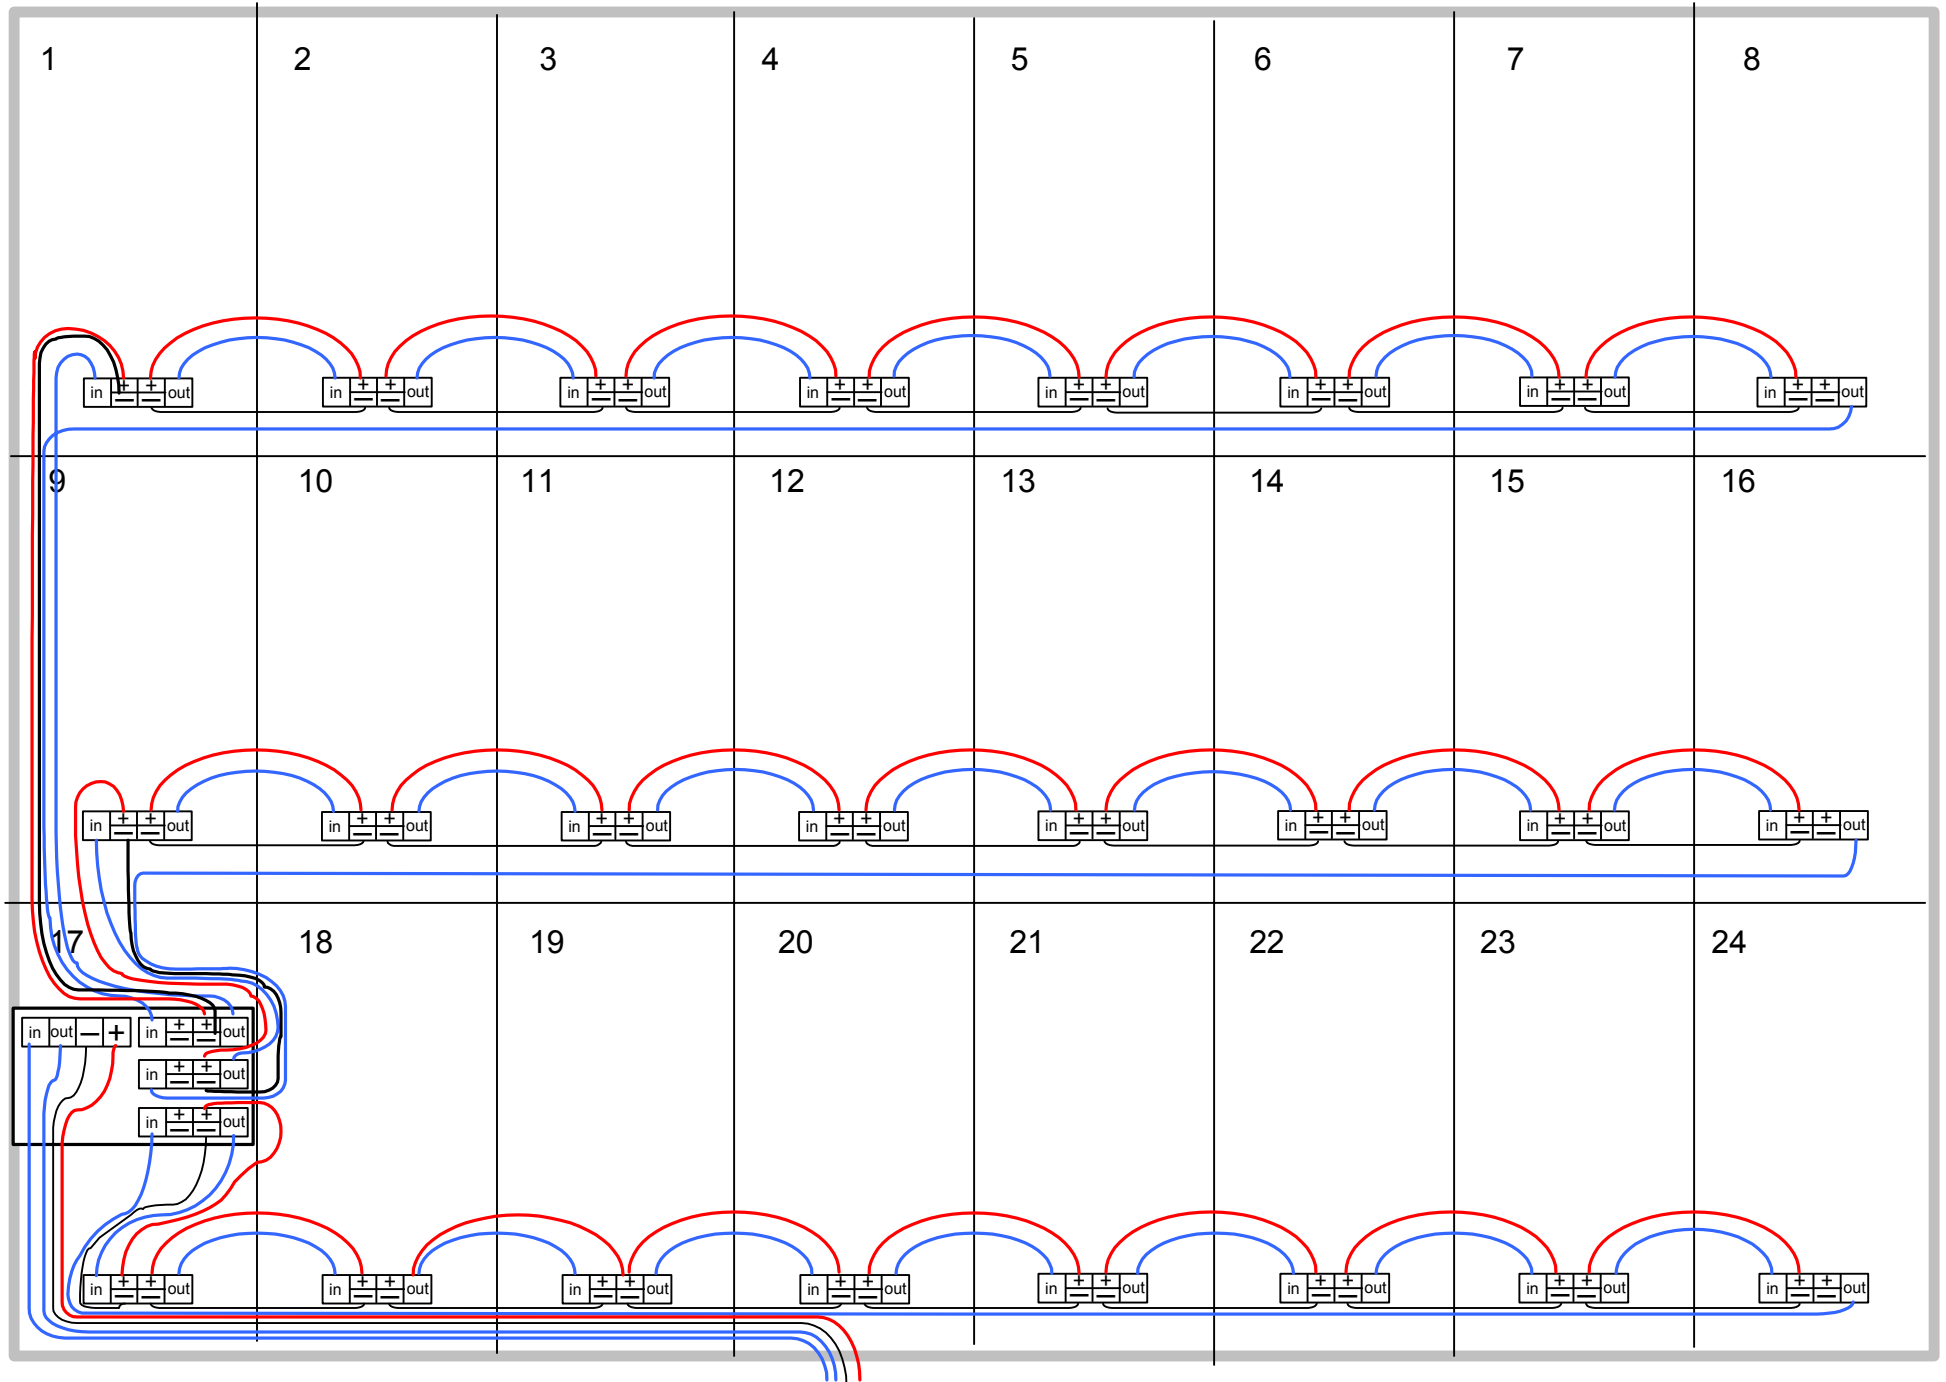 1 2 3 4 5 6 7 8
in + + out in + + out in + + out in + + out in + + out in + + out in + + out in + + out
− − − − − − − − − − − − − − − −
9 10 11 12 13 14 15 16
in + + out in + + out in + + out in + + out in + + out in + + out in + + out in + + out
− − − − − − − − − − − − − − − −
17 18 19 20 21 22 23 24
in out − + in + + out
− −
in + + out
− −
in + + out
− −
in + + out in + + out in + + out in + + out in + + out in + + out in + + out in + + out
− − − − − − − − − − − − − − − −